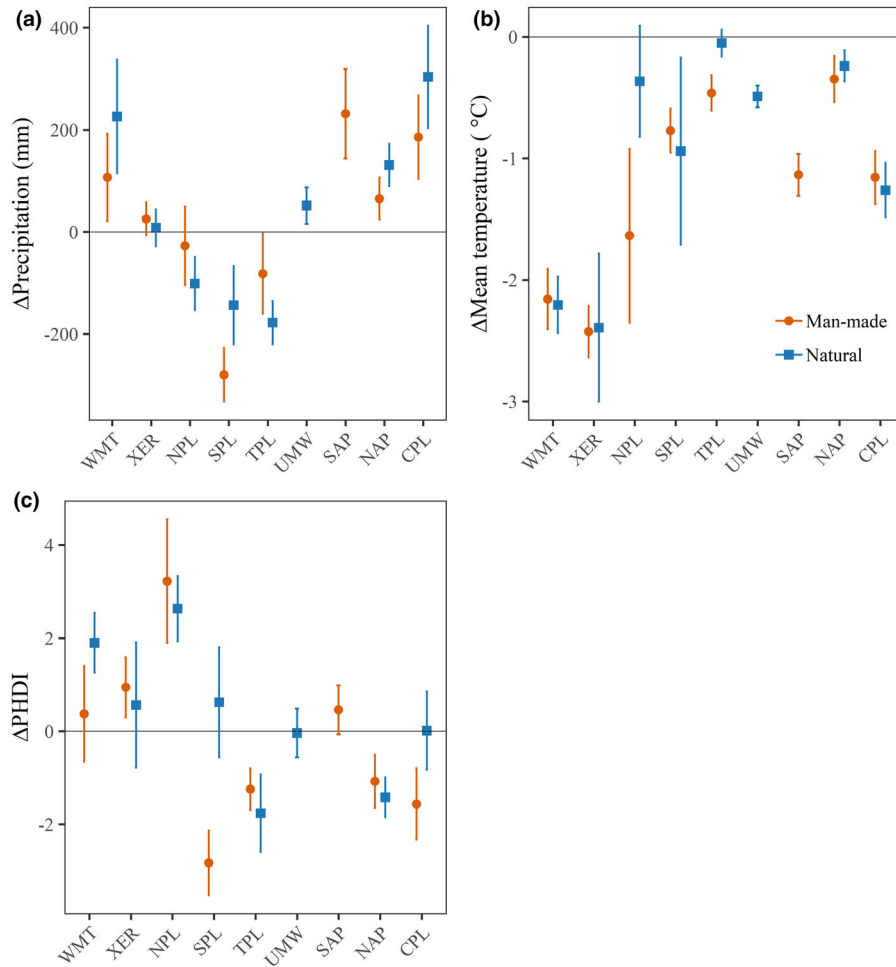 (a)
400
200
0
-200
ΔPrecipitation (mm)
WMT
XER
NPL
SPL
TPL
UMW
SAP
NAP
CPL
(b)
0
-1
-2
-3
ΔMean temperature ( °C)
Man-made
Natural
WMT
XER
NPL
SPL
TPL
UMW
SAP
NAP
CPL
(c)
4
2
0
-2
ΔPHDI
WMT
XER
NPL
SPL
TPL
UMW
SAP
NAP
CPL